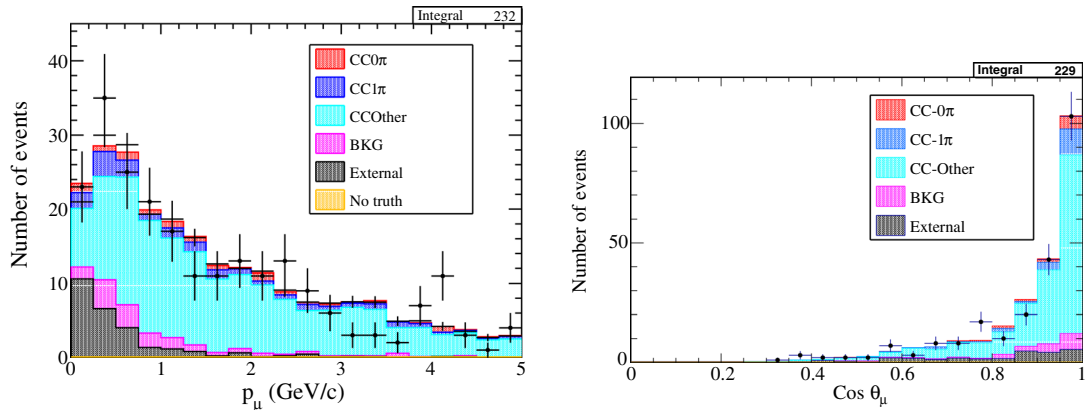 Integral 232
40
30
20
10
0
Number of events
CC0π
CC1π
CCOther
BKG
External
No truth
0 1 2 3 4 5
p_μ (GeV/c)
Integral 229
100
50
0
Number of events
CC-0π
CC-1π
CC-Other
BKG
External
0 0.2 0.4 0.6 0.8 1
Cos θ_μ